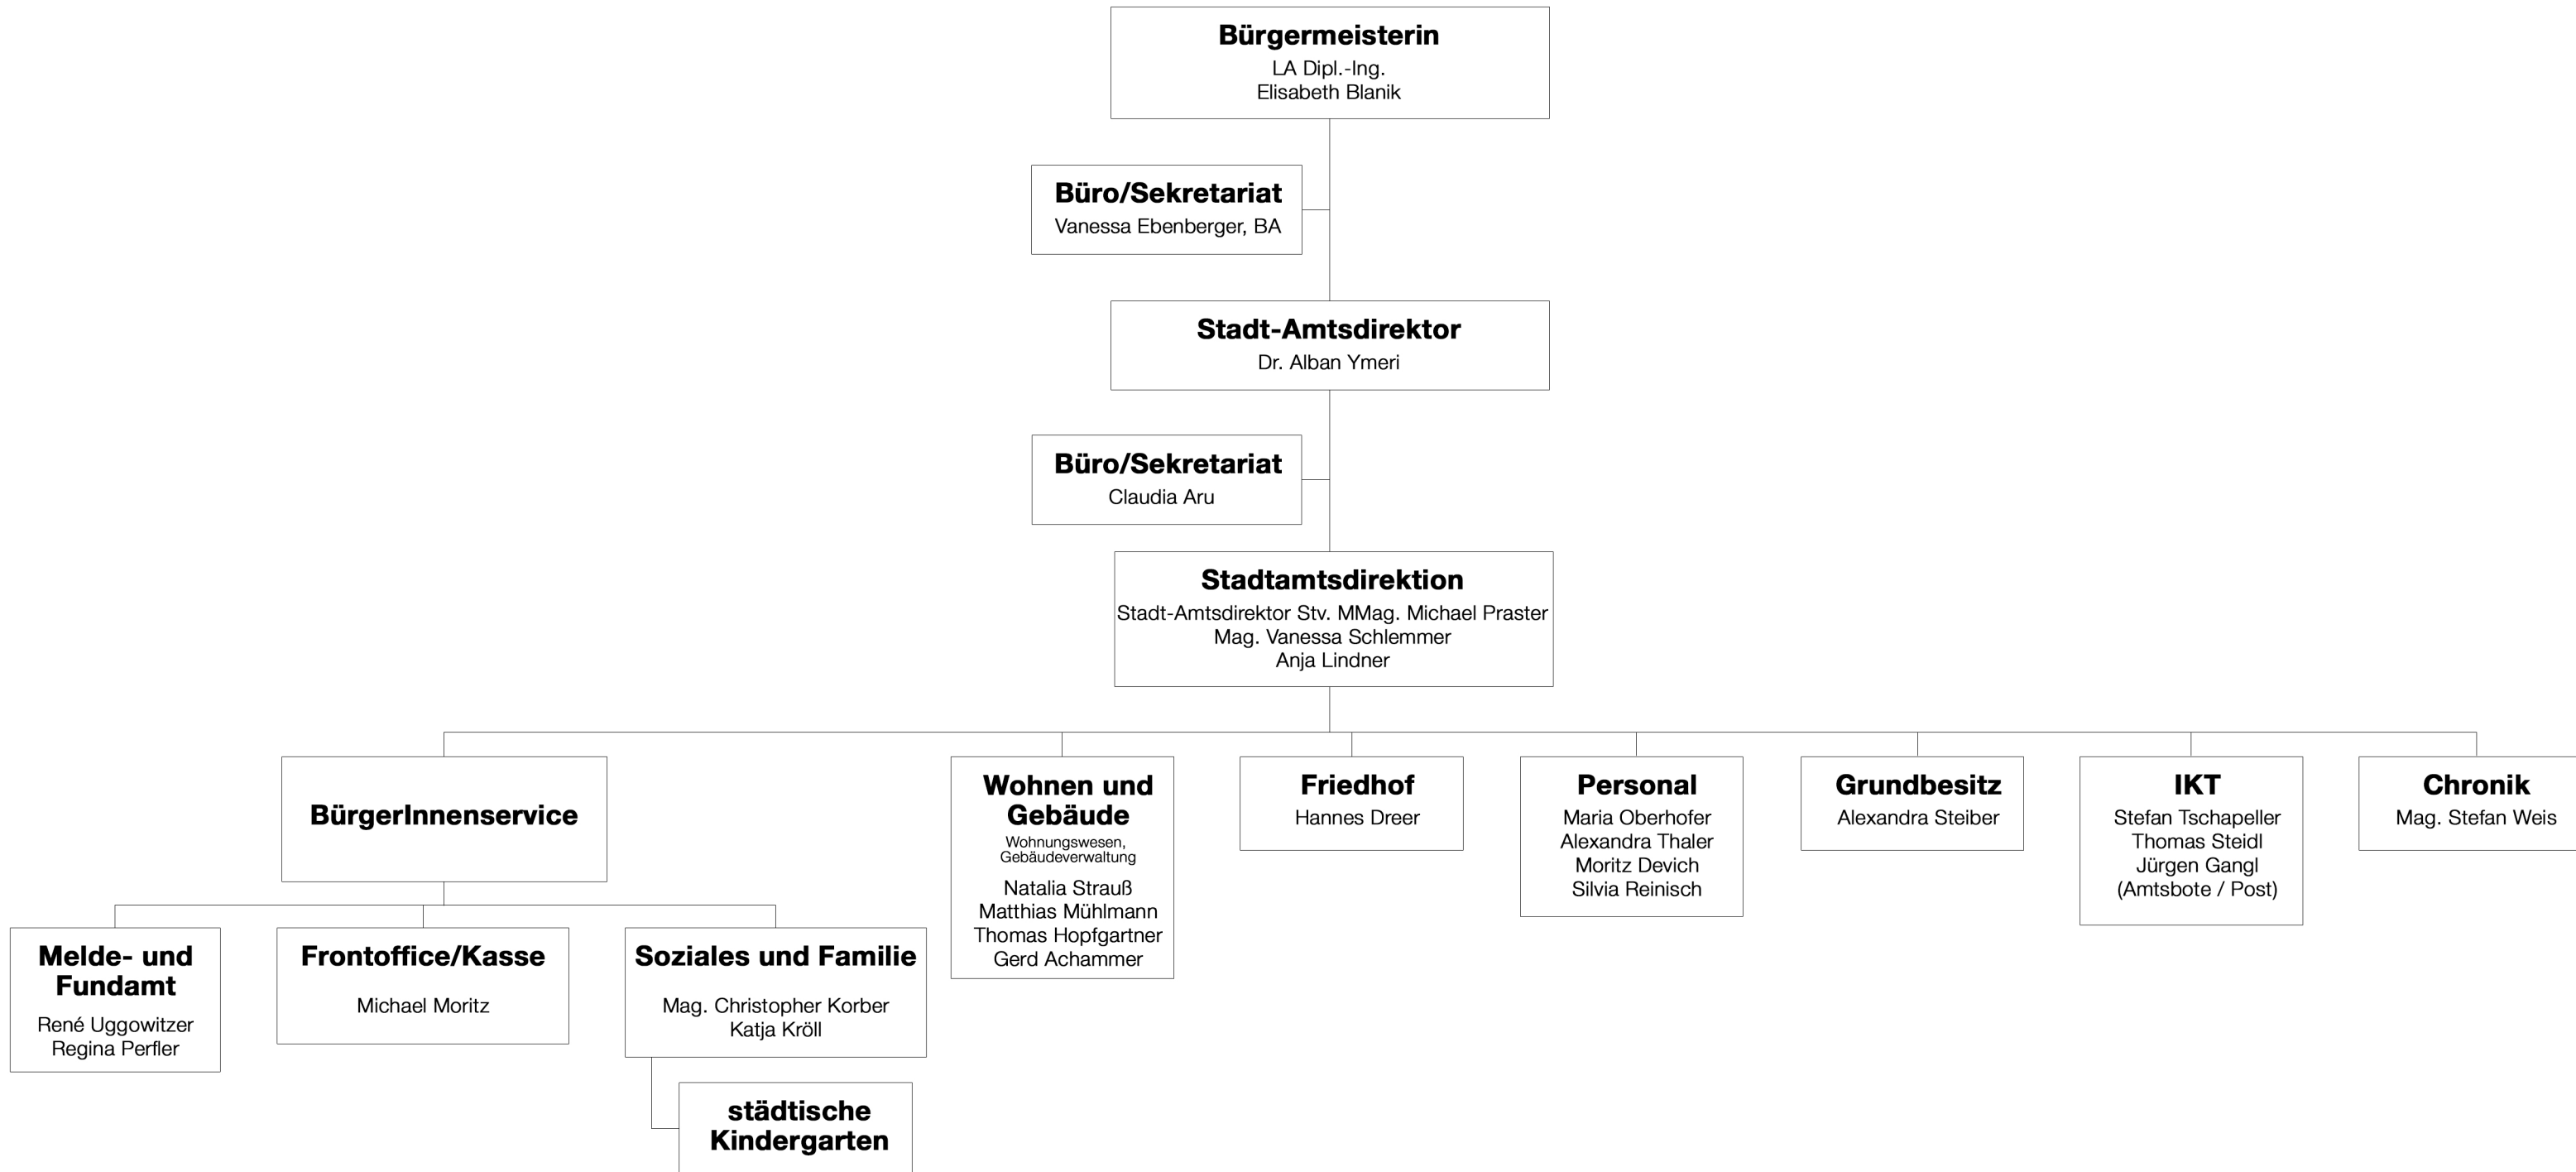 Bürgermeisterin
LA Dipl.-Ing.
Elisabeth Blanik
Büro/Sekretariat
Vanessa Ebenberger, BA
Stadt-Amtsdirektor
Dr. Alban Ymeri
Büro/Sekretariat
Claudia Aru
Stadtamtsdirektion
Stadt-Amtsdirektor Stv. MMag. Michael Praster
Mag. Vanessa Schlemmer
Anja Lindner
BürgerInnenservice
Wohnen und
Gebäude
Wohnungswesen,
Gebäudeverwaltung
Natalia Strauß
Matthias Mühlmann
Thomas Hopfgartner
Gerd Achammer
Friedhof
Hannes Dreer
Personal
Maria Oberhofer
Alexandra Thaler
Moritz Devich
Silvia Reinisch
Grundbesitz
Alexandra Steiber
IKT
Stefan Tschapeller
Thomas Steidl
Jürgen Gangl
(Amtsbote / Post)
Chronik
Mag. Stefan Weis
Melde- und
Fundamt
René Uggowitzer
Regina Perfler
Frontoffice/Kasse
Michael Moritz
Soziales und Familie
Mag. Christopher Korber
Katja Kröll
städtische
Kindergarten